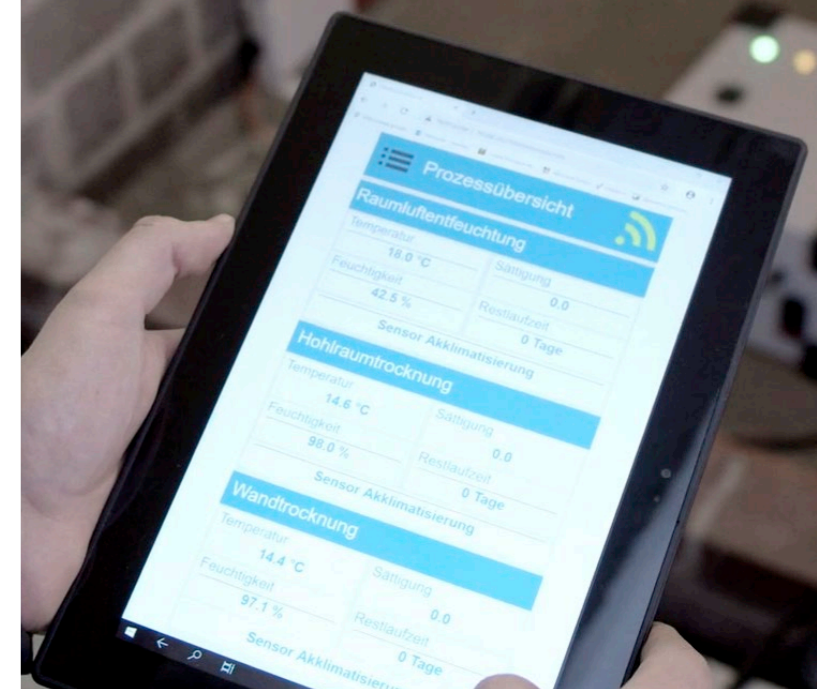 Prozessübersicht
Raumluftentfeuchtung
Temperatur
18.0 °C
Sättigung
0.0
Feuchtigkeit
42.5 %
Restlaufzeit
0 Tage
Sensor Akklimatisierung
Hohlraumtrocknung
Temperatur
14.6 °C
Sättigung
0.0
Feuchtigkeit
98.0 %
Restlaufzeit
0 Tage
Sensor Akklimatisierung
Wandtrocknung
Temperatur
14.4 °C
Sättigung
0.0
Feuchtigkeit
97.1 %
Restlaufzeit
0 Tage
Sensor Akklimatisierung